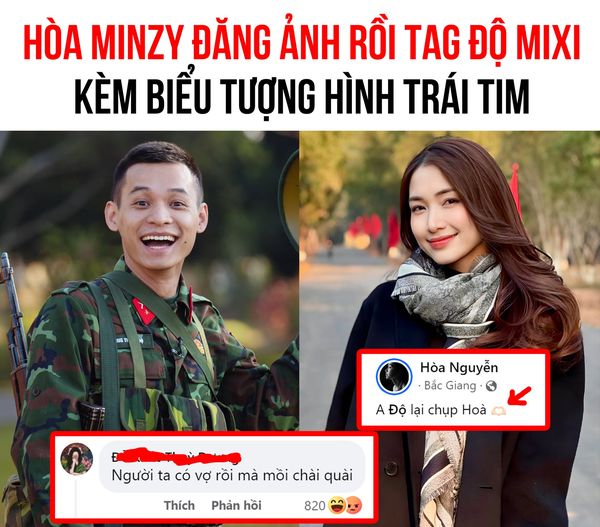 HÒA MINZY ĐĂNG ẢNH RỒI TAG ĐỘ MIXI
KÈM BIỂU TƯỢNG HÌNH TRÁI TIM
Hòa Nguyễn
· Bắc Giang ·
A Độ lại chụp Hoà
Người ta có vợ rồi mà mồi chài quài
Thích Phản hồi 820